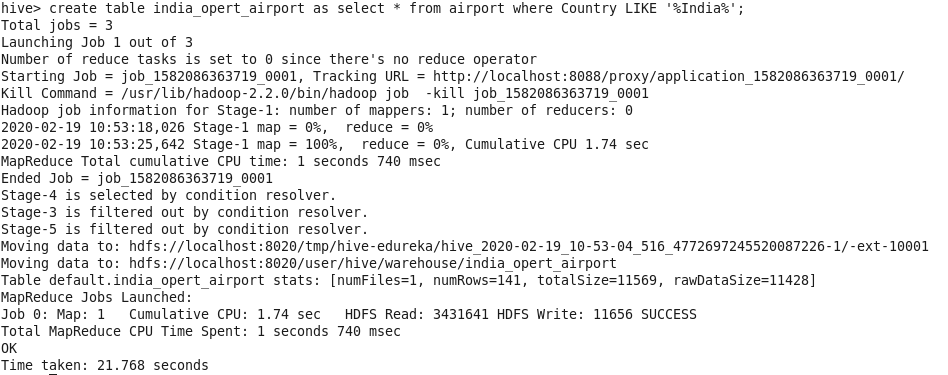 hive> create table india_opert_airport as select * from airport where Country LIKE '%India%';
Total jobs = 3
Launching Job 1 out of 3
Number of reduce tasks is set to 0 since there's no reduce operator
Starting Job = job_1582086363719_0001, Tracking URL = http://localhost:8088/proxy/application_1582086363719_0001/
Kill Command = /usr/lib/hadoop-2.2.0/bin/hadoop job  -kill job_1582086363719_0001
Hadoop job information for Stage-1: number of mappers: 1; number of reducers: 0
2020-02-19 10:53:18,026 Stage-1 map = 0%,  reduce = 0%
2020-02-19 10:53:25,642 Stage-1 map = 100%,  reduce = 0%, Cumulative CPU 1.74 sec
MapReduce Total cumulative CPU time: 1 seconds 740 msec
Ended Job = job_1582086363719_0001
Stage-4 is selected by condition resolver.
Stage-3 is filtered out by condition resolver.
Stage-5 is filtered out by condition resolver.
Moving data to: hdfs://localhost:8020/tmp/hive-edureka/hive_2020-02-19_10-53-04_516_4772697245520087226-1/-ext-10001
Moving data to: hdfs://localhost:8020/user/hive/warehouse/india_opert_airport
Table default.india_opert_airport stats: [numFiles=1, numRows=141, totalSize=11569, rawDataSize=11428]
MapReduce Jobs Launched:
Job 0: Map: 1   Cumulative CPU: 1.74 sec   HDFS Read: 3431641 HDFS Write: 11656 SUCCESS
Total MapReduce CPU Time Spent: 1 seconds 740 msec
OK
Time taken: 21.768 seconds